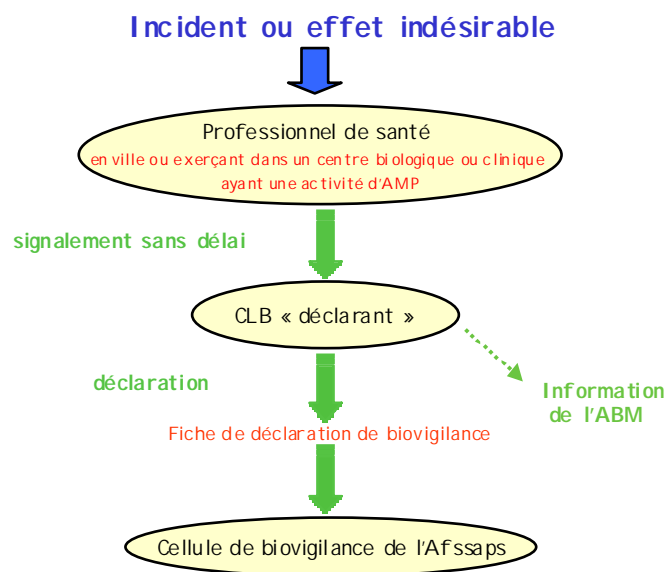 Incident ou effet indésirable
Professionnel de santé
en ville ou exerçant dans un centre biologique ou clinique
ayant une activité d'AMP
signalement sans délai
CLB « déclarant »
déclaration
Information
de l'ABM
Fiche de déclaration de biovigilance
Cellule de biovigilance de l'Afssaps